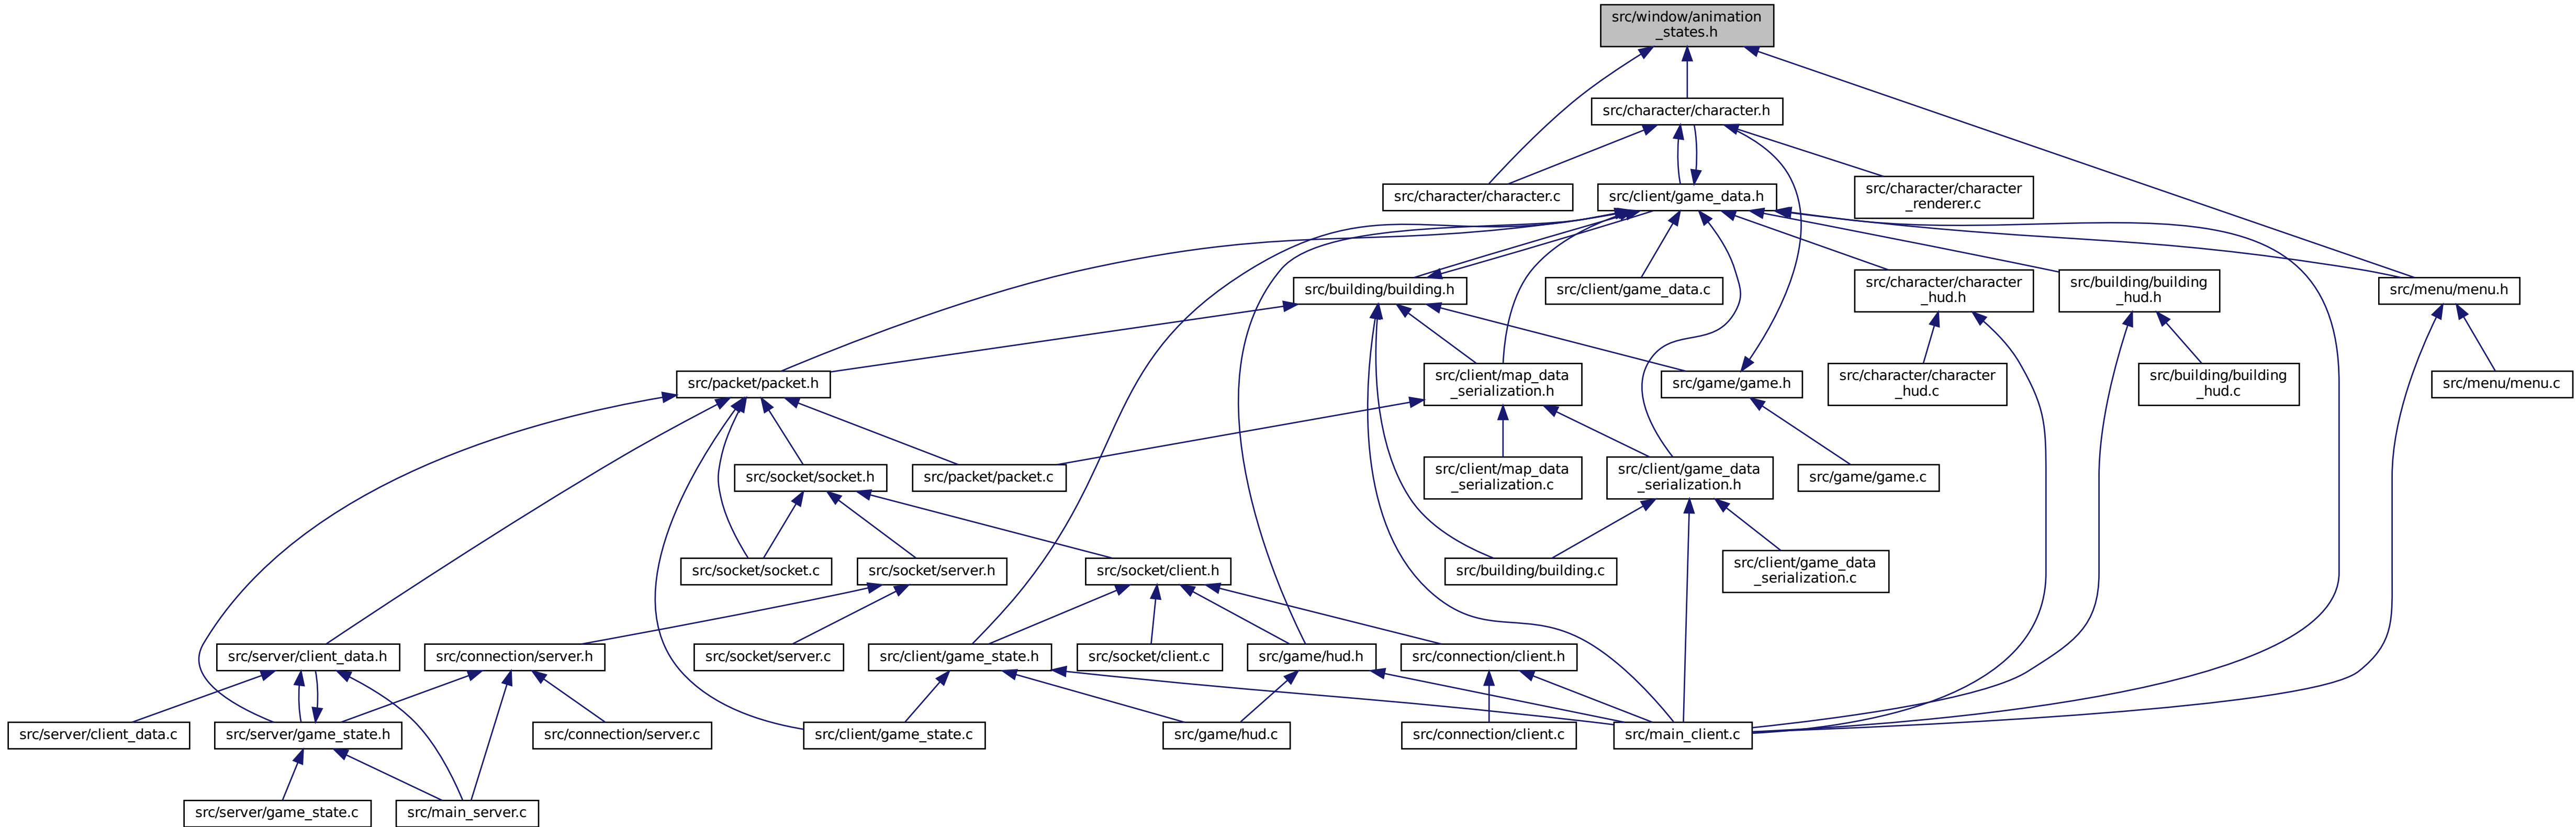 src/window/animation
_states.h
src/character/character.h
src/character/character.c
src/client/game_data.h
src/character/character
_renderer.c
src/building/building.h
src/client/game_data.c
src/character/character
_hud.h
src/building/building
_hud.h
src/menu/menu.h
src/packet/packet.h
src/client/map_data
_serialization.h
src/game/game.h
src/character/character
_hud.c
src/building/building
_hud.c
src/menu/menu.c
src/socket/socket.h
src/packet/packet.c
src/client/map_data
_serialization.c
src/client/game_data
_serialization.h
src/game/game.c
src/socket/socket.c
src/socket/server.h
src/socket/client.h
src/building/building.c
src/client/game_data
_serialization.c
src/server/client_data.h
src/connection/server.h
src/socket/server.c
src/client/game_state.h
src/socket/client.c
src/game/hud.h
src/connection/client.h
src/server/client_data.c
src/server/game_state.h
src/connection/server.c
src/client/game_state.c
src/game/hud.c
src/connection/client.c
src/main_client.c
src/server/game_state.c
src/main_server.c